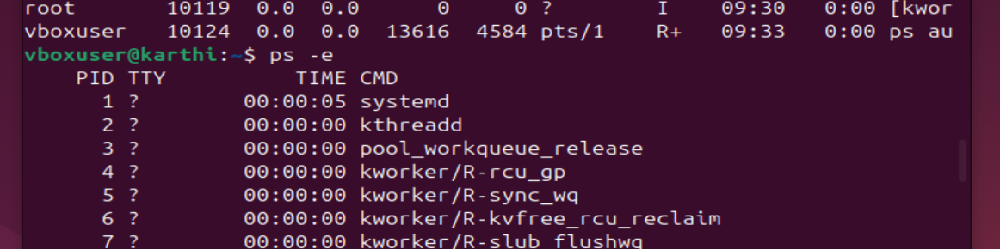 root       10119  0.0  0.0      0     0 ?        I    09:30   0:00 [kwor
vboxuser   10124  0.0  0.0  13616  4584 pts/1    R+   09:33   0:00 ps au
vboxuser@karthi:~$ ps -e
    PID TTY          TIME CMD
      1 ?        00:00:05 systemd
      2 ?        00:00:00 kthreadd
      3 ?        00:00:00 pool_workqueue_release
      4 ?        00:00:00 kworker/R-rcu_gp
      5 ?        00:00:00 kworker/R-sync_wq
      6 ?        00:00:00 kworker/R-kvfree_rcu_reclaim
      7 ?        00:00:00 kworker/R-slub_flushwq